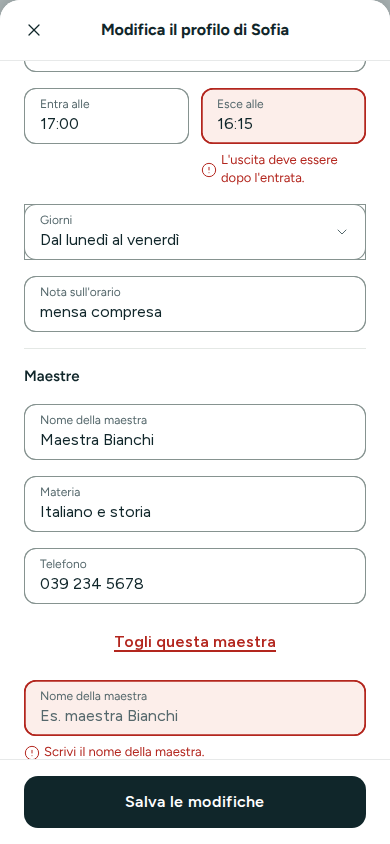 Modifica il profilo di Sofia
Entra alle
17:00
Esce alle
16:15
L'uscita deve essere
dopo l'entrata.
Giorni
Dal lunedì al venerdì
Nota sull'orario
mensa compresa
Maestre
Nome della maestra
Maestra Bianchi
Materia
Italiano e storia
Telefono
039 234 5678
Togli questa maestra
Nome della maestra
Es. maestra Bianchi
Scrivi il nome della maestra.
Salva le modifiche